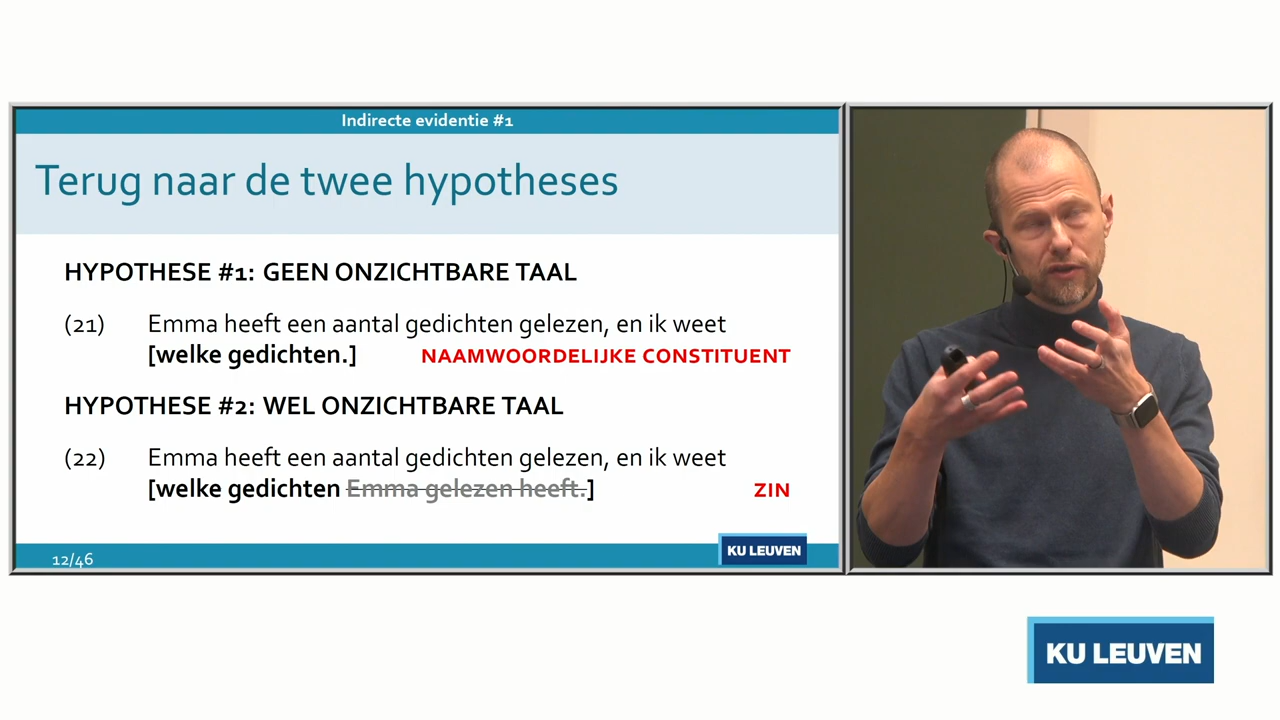 Indirecte evidentie #1
Terug naar de twee hypotheses
HYPOTHESE #1: GEEN ONZICHTBARE TAAL
(21) Emma heeft een aantal gedichten gelezen, en ik weet
[welke gedichten.] NAAMWOORDELIJKE CONSTITUENT
HYPOTHESE #2: WEL ONZICHTBARE TAAL
(22) Emma heeft een aantal gedichten gelezen, en ik weet
[welke gedichten Emma gelezen heeft.] ZIN
12/46
KU LEUVEN
KU LEUVEN